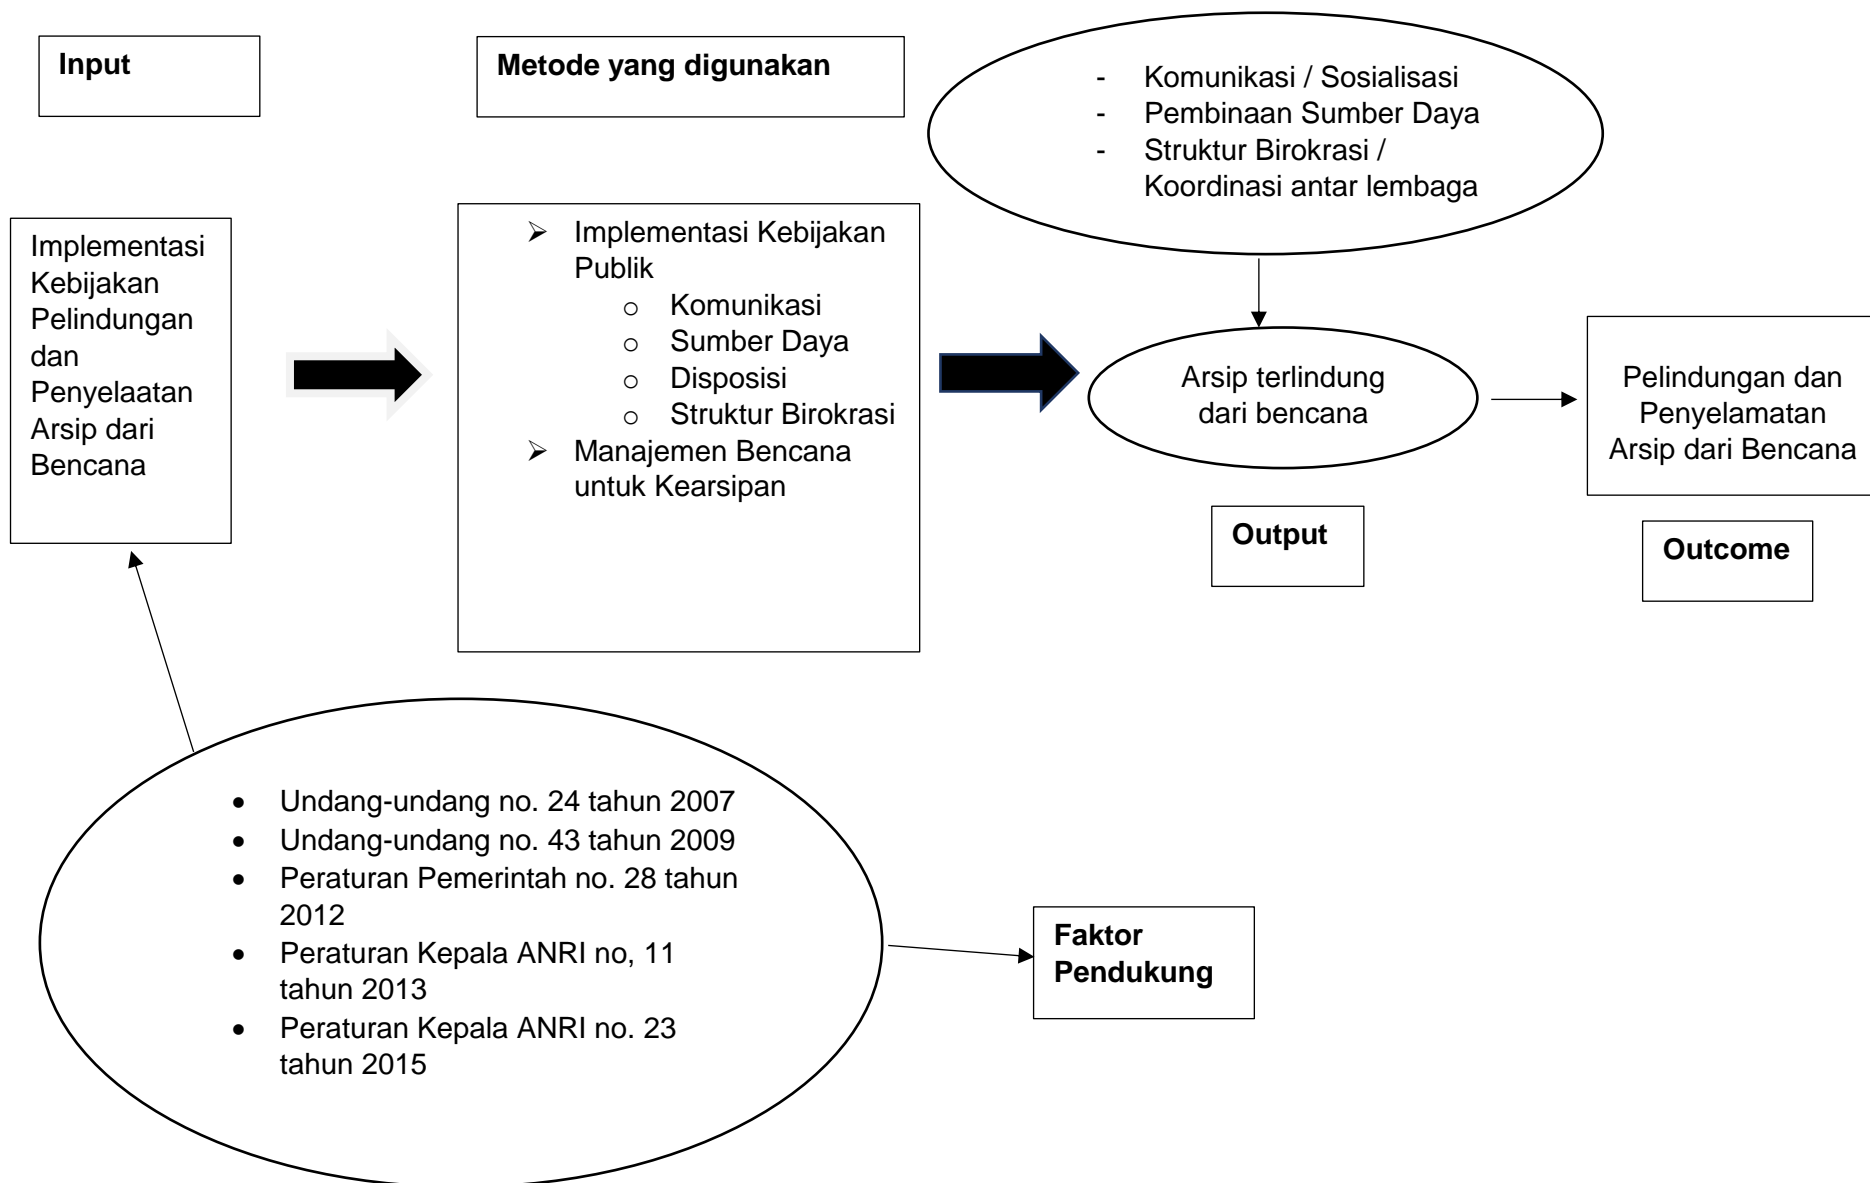 Input
Metode yang digunakan
- Komunikasi / Sosialisasi
- Pembinaan Sumber Daya
- Struktur Birokrasi /
Koordinasi antar lembaga
Implementasi
Kebijakan
Pelindungan
dan
Penyelaatan
Arsip dari
Bencana
➢ Implementasi Kebijakan
Publik
o Komunikasi
o Sumber Daya
o Disposisi
o Struktur Birokrasi
➢ Manajemen Bencana
untuk Kearsipan
Arsip terlindung
dari bencana
Pelindungan dan
Penyelamatan
Arsip dari Bencana
Output
Outcome
• Undang-undang no. 24 tahun 2007
• Undang-undang no. 43 tahun 2009
• Peraturan Pemerintah no. 28 tahun
2012
• Peraturan Kepala ANRI no, 11
tahun 2013
• Peraturan Kepala ANRI no. 23
tahun 2015
Faktor
Pendukung